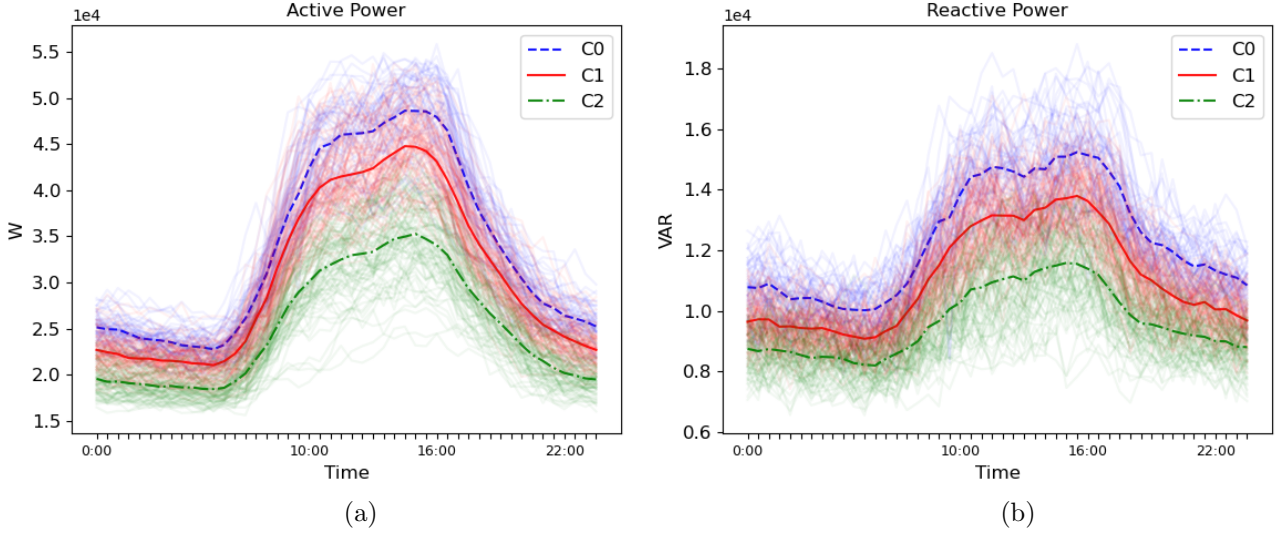 Active Power
1e4
5.5
5.0
4.5
4.0
3.5
3.0
2.5
2.0
1.5
W
C0
C1
C2
0:00 10:00 16:00 22:00
Time
(a)
Reactive Power
1e4
1.8
1.6
1.4
1.2
1.0
0.8
0.6
VAR
C0
C1
C2
0:00 10:00 16:00 22:00
Time
(b)